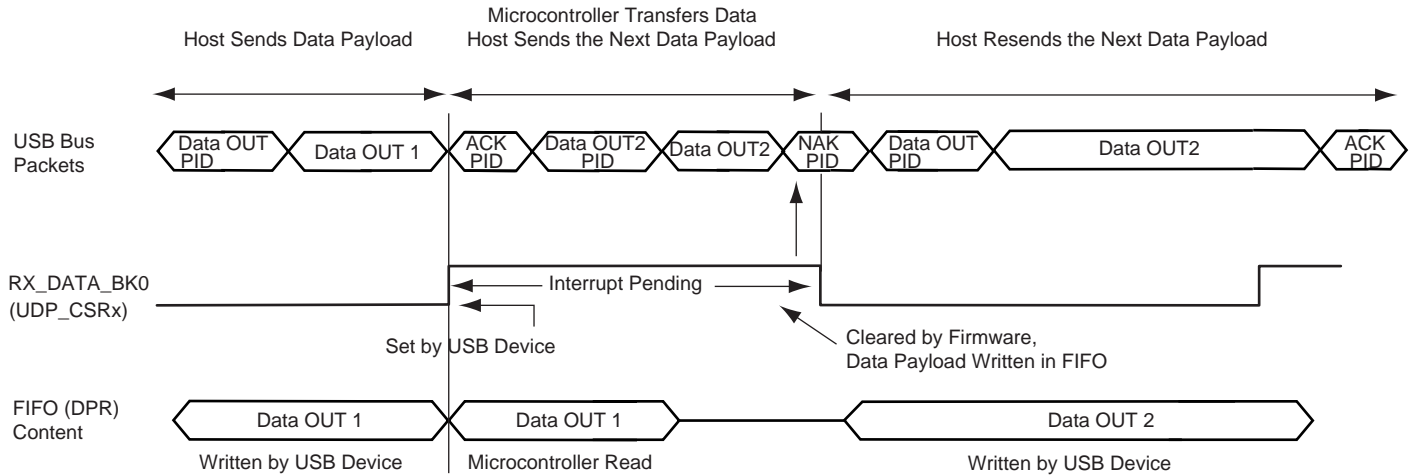 Microcontroller Transfers Data
Host Sends Data Payload
Host Sends the Next Data Payload
Host Resends the Next Data Payload
USB Bus
Packets
Data OUT
PID
Data OUT 1
ACK
PID
Data OUT2
PID
Data OUT2
NAK
PID
Data OUT
PID
Data OUT2
ACK
PID
RX_DATA_BK0
(UDP_CSRx)
Interrupt Pending
Set by USB Device
Cleared by Firmware,
Data Payload Written in FIFO
FIFO (DPR)
Content
Data OUT 1
Data OUT 1
Data OUT 2
Written by USB Device
Microcontroller Read
Written by USB Device